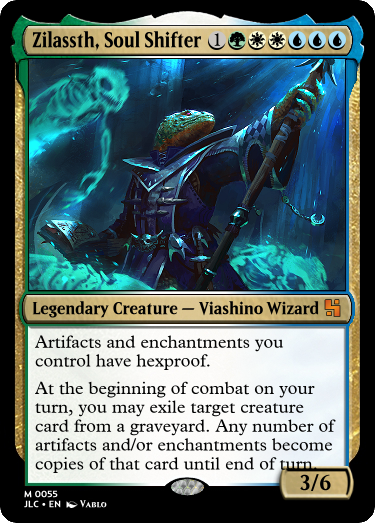 Zilassth, Soul Shifter 1
Legendary Creature — Viashino Wizard
Artifacts and enchantments you
control have hexproof.
At the beginning of combat on your
turn, you may exile target creature
card from a graveyard. Any number of
artifacts and/or enchantments become
copies of that card until end of turn.
3/6
M 0055
JLC • EN Vablo